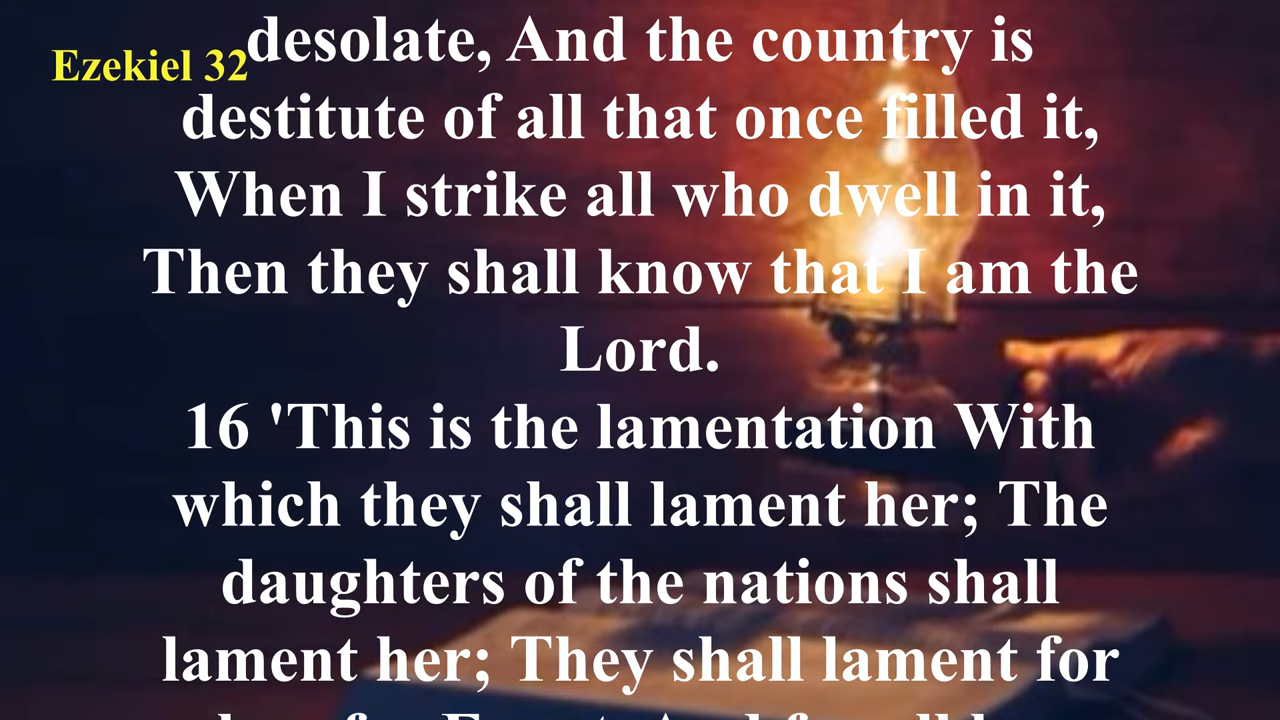 Ezekiel 32
desolate, And the country is
destitute of all that once filled it,
When I strike all who dwell in it,
Then they shall know that I am the
Lord.
16 'This is the lamentation With
which they shall lament her; The
daughters of the nations shall
lament her; They shall lament for